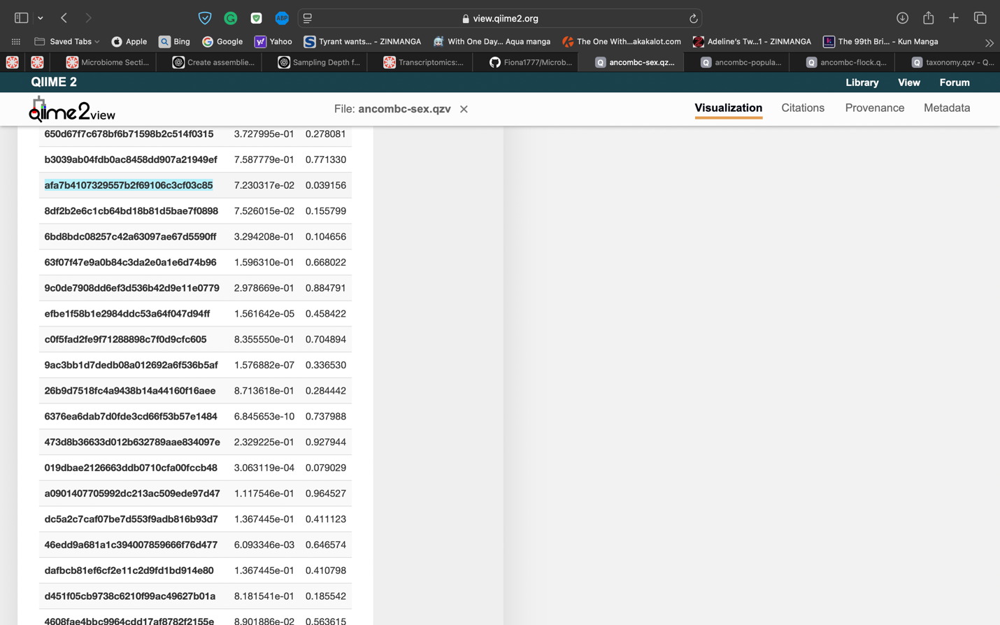 ABP
view.qiime2.org
Saved Tabs
Apple
Bing
Google
Yahoo
Tyrant wants... - ZINMANGA
With One Day... Aqua manga
The One With...akakalot.com
Adeline's Tw...1 - ZINMANGA
The 99th Bri... - Kun Manga
Microbiome Secti...
Create assemblie...
Sampling Depth f...
Transcriptomics:...
Fiona1777/Microb...
ancombc-sex.qz...
ancombc-popula...
ancombc-flock.q...
taxonomy.qzv - Q...
QIIME 2
Library View Forum
qiime2view
File: ancombc-sex.qzv
Visualization Citations Provenance Metadata
650d67f7c678bf6b71598b2c514f0315 3.727995e-01 0.278081
b3039ab04fdb0ac8458dd907a21949ef 7.587779e-01 0.771330
afa7b4107329557b2f69106c3cf03c85 7.230317e-02 0.039156
8df2b2e6c1cb64bd18b81d5bae7f0898 7.526015e-02 0.155799
6bd8bdc08257c42a63097ae67d5590ff 3.294208e-01 0.104656
63f07f47e9a0b84c3da2e0a1e6d74b96 1.596310e-01 0.668022
9c0de7908dd6ef3d536b42d9e11e0779 2.978669e-01 0.884791
efbe1f58b1e2984ddc53a64f047d94ff 1.561642e-05 0.458422
c0f5fad2fe9f71288898c7f0d9cfc605 8.355550e-01 0.704894
9ac3bb1d7dedb08a012692a6f536b5af 1.576882e-07 0.336530
26b9d7518fc4a9438b14a44160f16aee 8.713618e-01 0.284442
6376ea6dab7d0fde3cd66f53b57e1484 6.845653e-10 0.737988
473d8b36633d012b632789aae834097e 2.329225e-01 0.927944
019dbae2126663ddb0710cfa00fccb48 3.063119e-04 0.079029
a0901407705992dc213ac509ede97d47 1.117546e-01 0.964527
dc5a2c7caf07be7d553f9adb816b93d7 1.367445e-01 0.411123
46edd9a681a1c394007859666f76d477 6.093346e-03 0.646574
dafbcb81ef6cf2e11c2d9fd1bd914e80 1.367445e-01 0.410798
d451f05cb9738c6210f99ac49627b01a 8.181541e-01 0.185542
4608fae4bbc9964cdd17af8782f2155e 8.901886e-02 0.563615